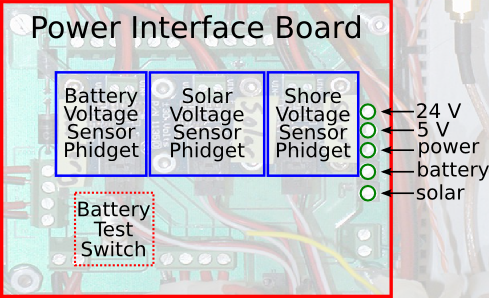 Power Interface Board
Battery
Voltage
Sensor
Phidget
Solar
Voltage
Sensor
Phidget
Shore
Voltage
Sensor
Phidget
24 V
5 V
power
battery
solar
Battery
Test
Switch